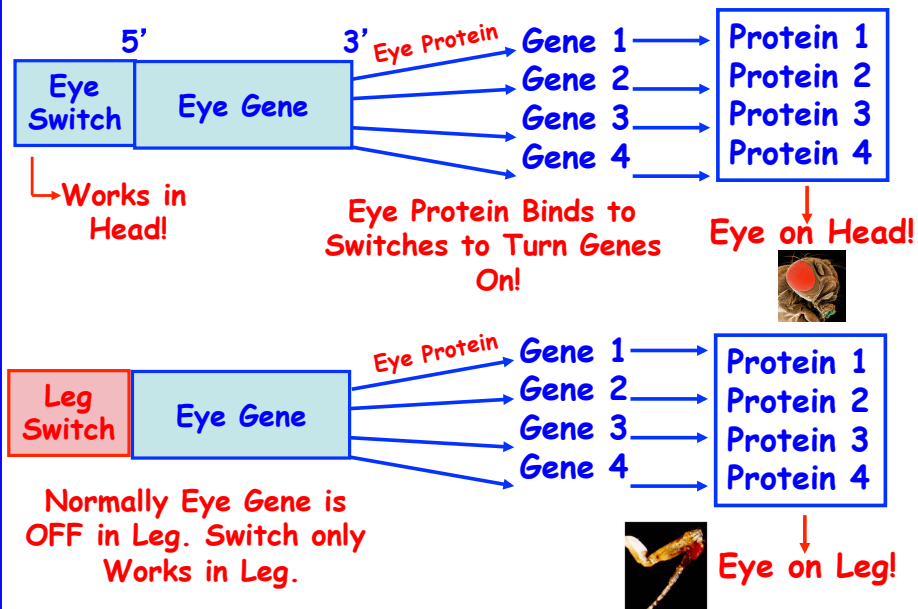 5’
3’
Eye
Switch
Eye Gene
Eye Protein
Gene 1
Gene 2
Gene 3
Gene 4
Protein 1
Protein 2
Protein 3
Protein 4
Works in
Head!
Eye Protein Binds to
Switches to Turn Genes
On!
Eye on Head!
Leg
Switch
Eye Gene
Eye Protein
Gene 1
Gene 2
Gene 3
Gene 4
Protein 1
Protein 2
Protein 3
Protein 4
Normally Eye Gene is
OFF in Leg. Switch only
Works in Leg.
Eye on Leg!